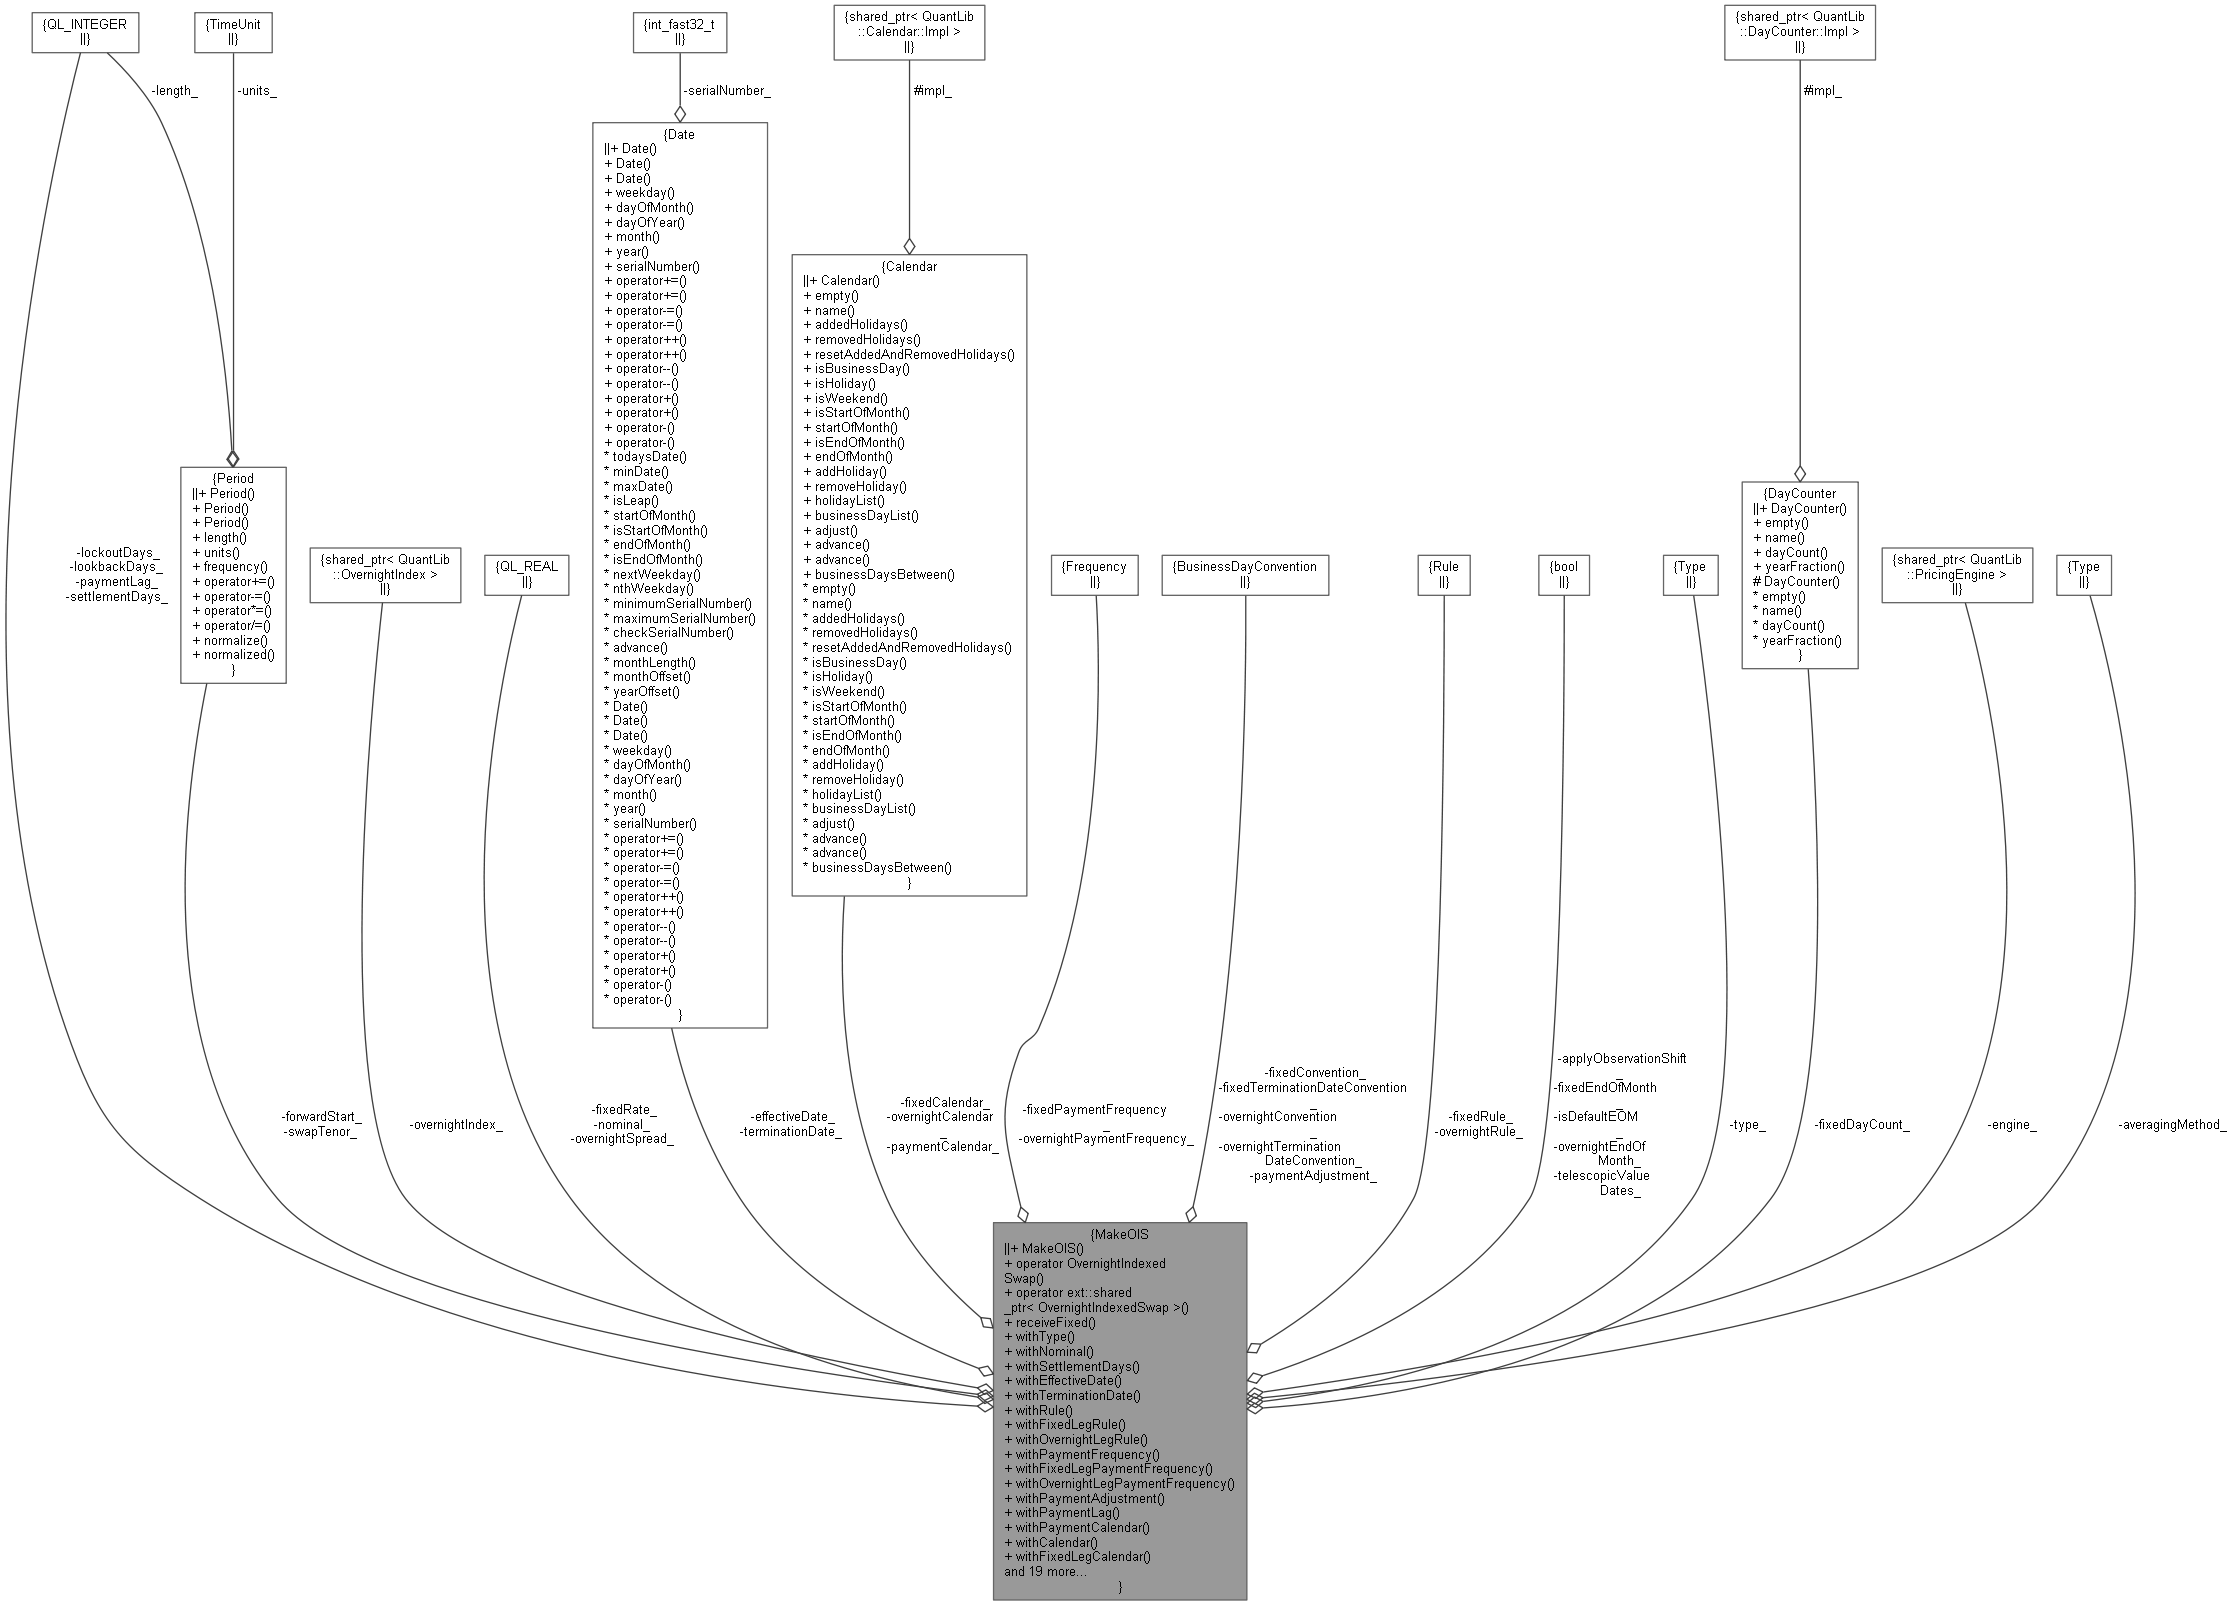 {QL_INTEGER
||}
{TimeUnit
||}
{int_fast32_t
||}
{shared_ptr< QuantLib
::Calendar::Impl >
||}
{shared_ptr< QuantLib
::DayCounter::Impl >
||}
-length_
-units_
-serialNumber_
#impl_
#impl_
{Date
||+ Date()
+ Date()
+ Date()
+ weekday()
+ dayOfMonth()
+ dayOfYear()
+ month()
+ year()
+ serialNumber()
+ operator+=()
+ operator+=()
+ operator-=()
+ operator-=()
+ operator++()
+ operator++()
+ operator--()
+ operator--()
+ operator+()
+ operator+()
+ operator-()
+ operator-()
* todaysDate()
* minDate()
* maxDate()
* isLeap()
* startOfMonth()
* isStartOfMonth()
* endOfMonth()
* isEndOfMonth()
* nextWeekday()
* nthWeekday()
* minimumSerialNumber()
* maximumSerialNumber()
* checkSerialNumber()
* advance()
* monthLength()
* monthOffset()
* yearOffset()
* Date()
* Date()
* Date()
* weekday()
* dayOfMonth()
* dayOfYear()
* month()
* year()
* serialNumber()
* operator+=()
* operator+=()
* operator-=()
* operator-=()
* operator++()
* operator++()
* operator--()
* operator--()
* operator+()
* operator+()
* operator-()
* operator-()
}
{Calendar
||+ Calendar()
+ empty()
+ name()
+ addedHolidays()
+ removedHolidays()
+ resetAddedAndRemovedHolidays()
+ isBusinessDay()
+ isHoliday()
+ isWeekend()
+ isStartOfMonth()
+ startOfMonth()
+ isEndOfMonth()
+ endOfMonth()
+ addHoliday()
+ removeHoliday()
+ holidayList()
+ businessDayList()
+ adjust()
+ advance()
+ advance()
+ businessDaysBetween()
* empty()
* name()
* addedHolidays()
* removedHolidays()
* resetAddedAndRemovedHolidays()
* isBusinessDay()
* isHoliday()
* isWeekend()
* isStartOfMonth()
* startOfMonth()
* isEndOfMonth()
* endOfMonth()
* addHoliday()
* removeHoliday()
* holidayList()
* businessDayList()
* adjust()
* advance()
* advance()
* businessDaysBetween()
}
-lockoutDays_
-lookbackDays_
-paymentLag_
-settlementDays_
{Period
||+ Period()
+ Period()
+ Period()
+ length()
+ units()
+ frequency()
+ operator+=()
+ operator-=()
+ operator*=()
+ operator/=()
+ normalize()
+ normalized()
}
{shared_ptr< QuantLib
::OvernightIndex >
||}
{QL_REAL
||}
{Frequency
||}
{BusinessDayConvention
||}
{Rule
||}
{bool
||}
{Type
||}
{DayCounter
||+ DayCounter()
+ empty()
+ name()
+ dayCount()
+ yearFraction()
# DayCounter()
* empty()
* name()
* dayCount()
* yearFraction()
}
{shared_ptr< QuantLib
::PricingEngine >
||}
{Type
||}
-forwardStart_
-swapTenor_
-overnightIndex_
-fixedRate_
-nominal_
-overnightSpread_
-effectiveDate_
-terminationDate_
-fixedCalendar_
-overnightCalendar
_
-paymentCalendar_
-fixedPaymentFrequency
_
-overnightPaymentFrequency_
-fixedConvention_
-fixedTerminationDateConvention
_
-overnightConvention
_
-overnightTermination
DateConvention_
-paymentAdjustment_
-fixedRule_
-overnightRule_
-applyObservationShift
_
-fixedEndOfMonth
_
-isDefaultEOM
_
-overnightEndOf
Month_
-telescopicValue
Dates_
-type_
-fixedDayCount_
-engine_
-averagingMethod_
{MakeOIS
||+ MakeOIS()
+ operator OvernightIndexed
Swap()
+ operator ext::shared
_ptr< OvernightIndexedSwap >()
+ receiveFixed()
+ withType()
+ withNominal()
+ withSettlementDays()
+ withEffectiveDate()
+ withTerminationDate()
+ withRule()
+ withFixedLegRule()
+ withOvernightLegRule()
+ withPaymentFrequency()
+ withFixedLegPaymentFrequency()
+ withOvernightLegPaymentFrequency()
+ withPaymentAdjustment()
+ withPaymentLag()
+ withPaymentCalendar()
+ withCalendar()
+ withFixedLegCalendar()
and 19 more...
}